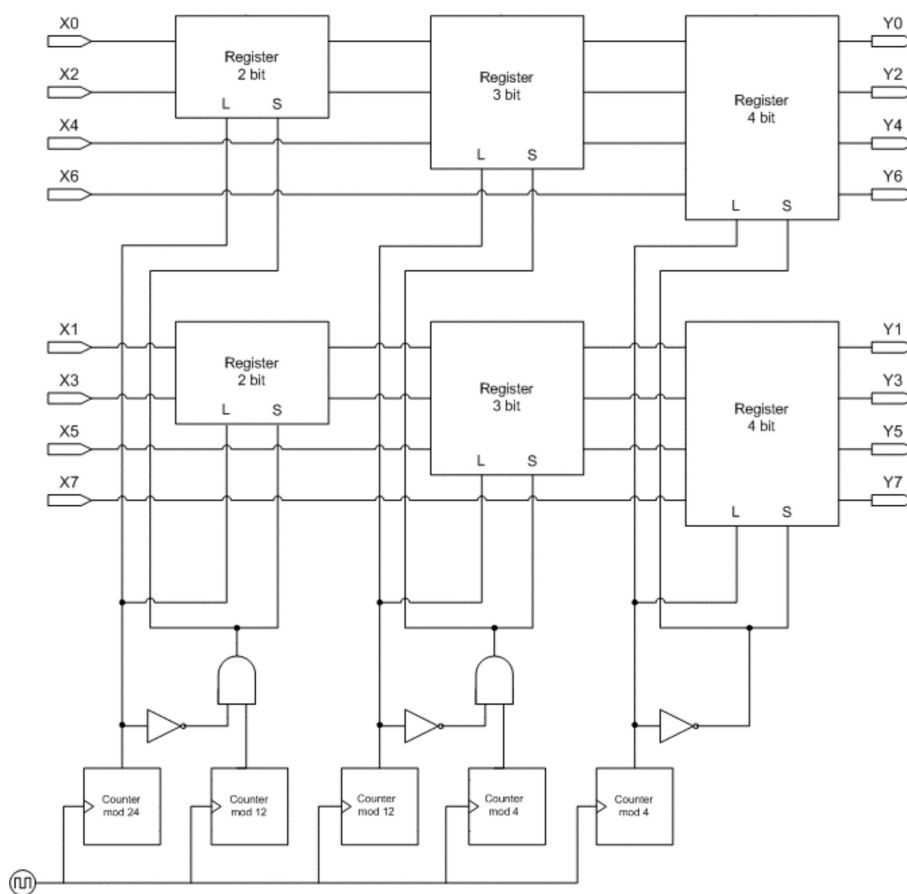 X0
Y0
X2
Y2
X4
Y4
X6
Y6
Register
2 bit
L S
Register
3 bit
L S
Register
4 bit
L S
X1
Y1
X3
Y3
X5
Y5
X7
Y7
Register
2 bit
L S
Register
3 bit
L S
Register
4 bit
L S
Counter
mod 24
Counter
mod 12
Counter
mod 12
Counter
mod 4
Counter
mod 4